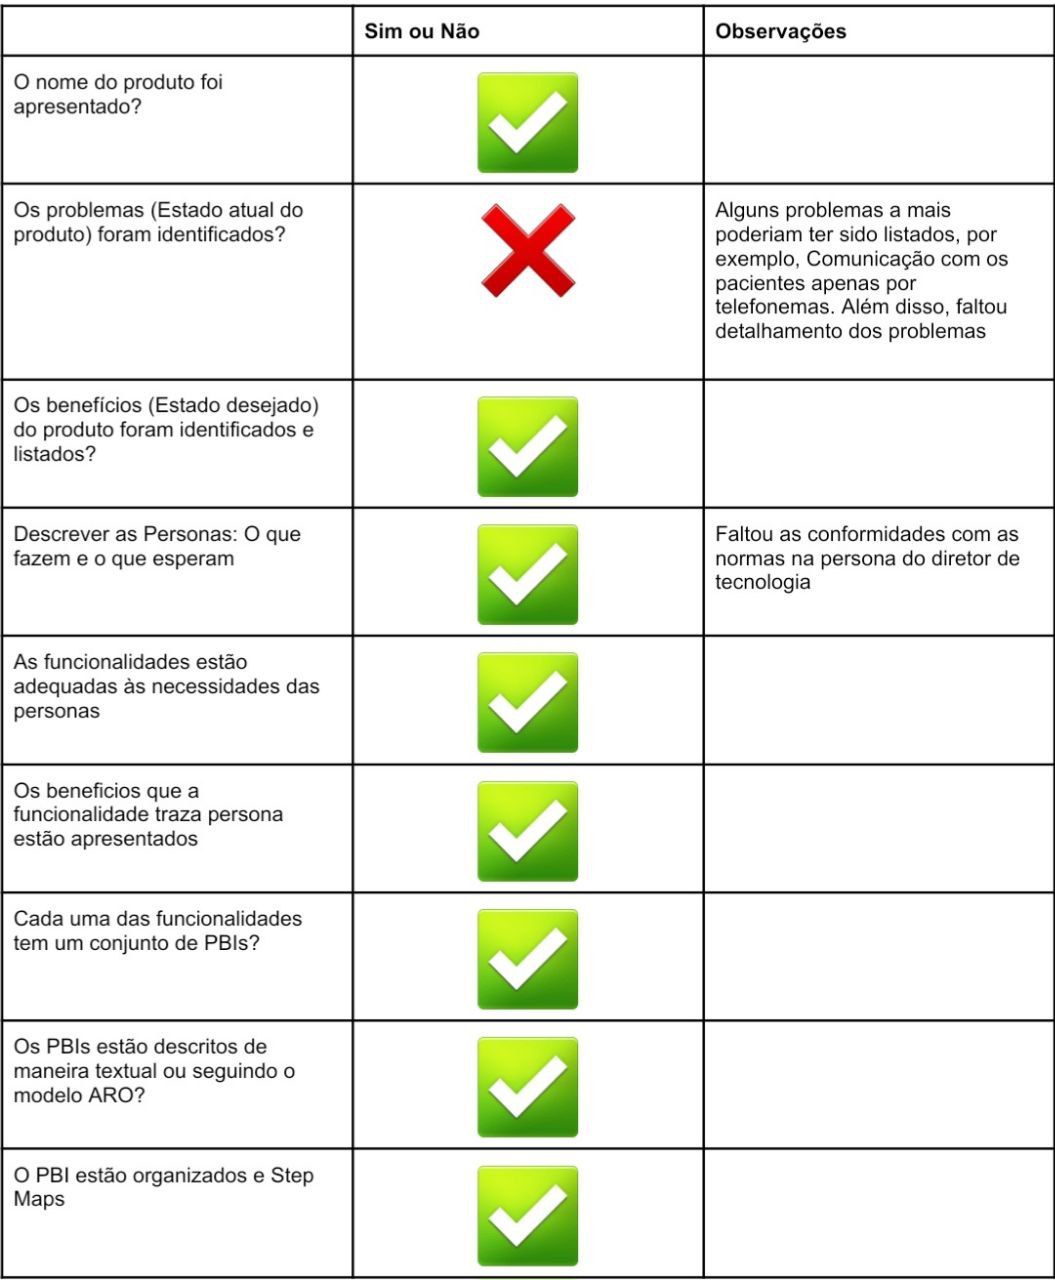 Sim ou Não
Observações
O nome do produto foi
apresentado?
Os problemas (Estado atual do
produto) foram identificados?
Alguns problemas a mais
poderiam ter sido listados, por
exemplo, Comunicação com os
pacientes apenas por
telefonemas. Além disso, faltou
detalhamento dos problemas
Os benefícios (Estado desejado)
do produto foram identificados e
listados?
Descrever as Personas: O que
fazem e o que esperam
Faltou as conformidades com as
normas na persona do diretor de
tecnologia
As funcionalidades estão
adequadas às necessidades das
personas
Os beneficios que a
funcionalidade traza persona
estão apresentados
Cada uma das funcionalidades
tem um conjunto de PBIs?
Os PBIs estão descritos de
maneira textual ou seguindo o
modelo ARO?
O PBI estão organizados e Step
Maps